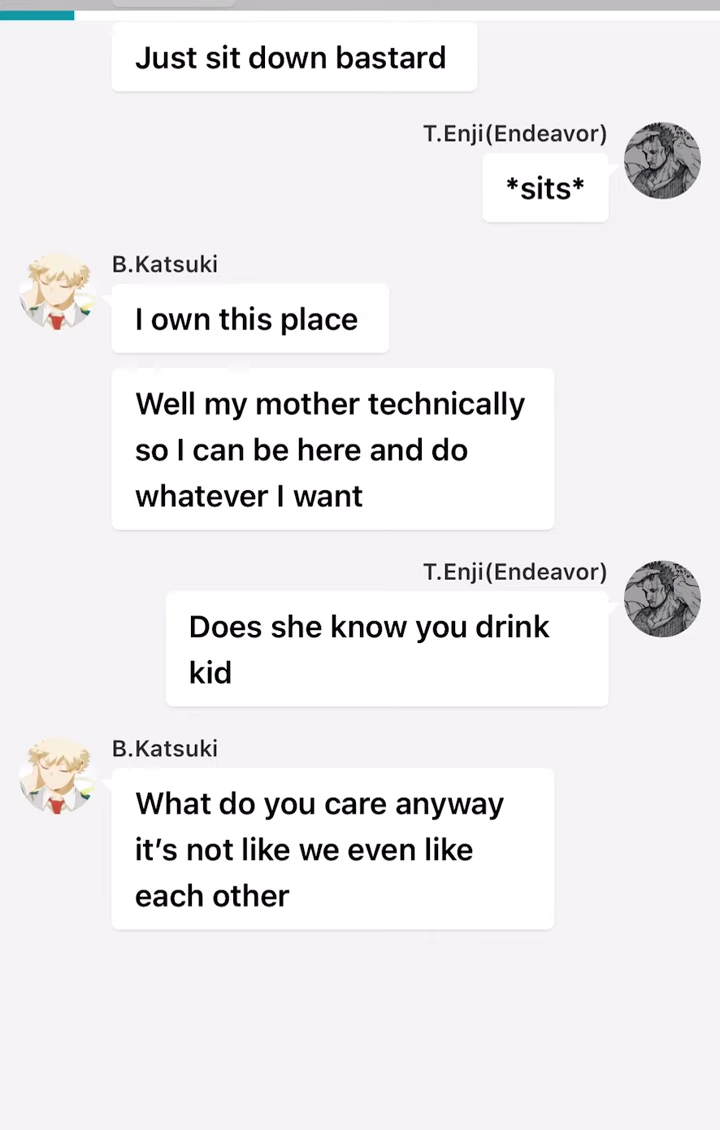 Just sit down bastard
T.Enji(Endeavor)
*sits*
B.Katsuki
I own this place
Well my mother technically
so I can be here and do
whatever I want
T.Enji(Endeavor)
Does she know you drink
kid
B.Katsuki
What do you care anyway
it’s not like we even like
each other